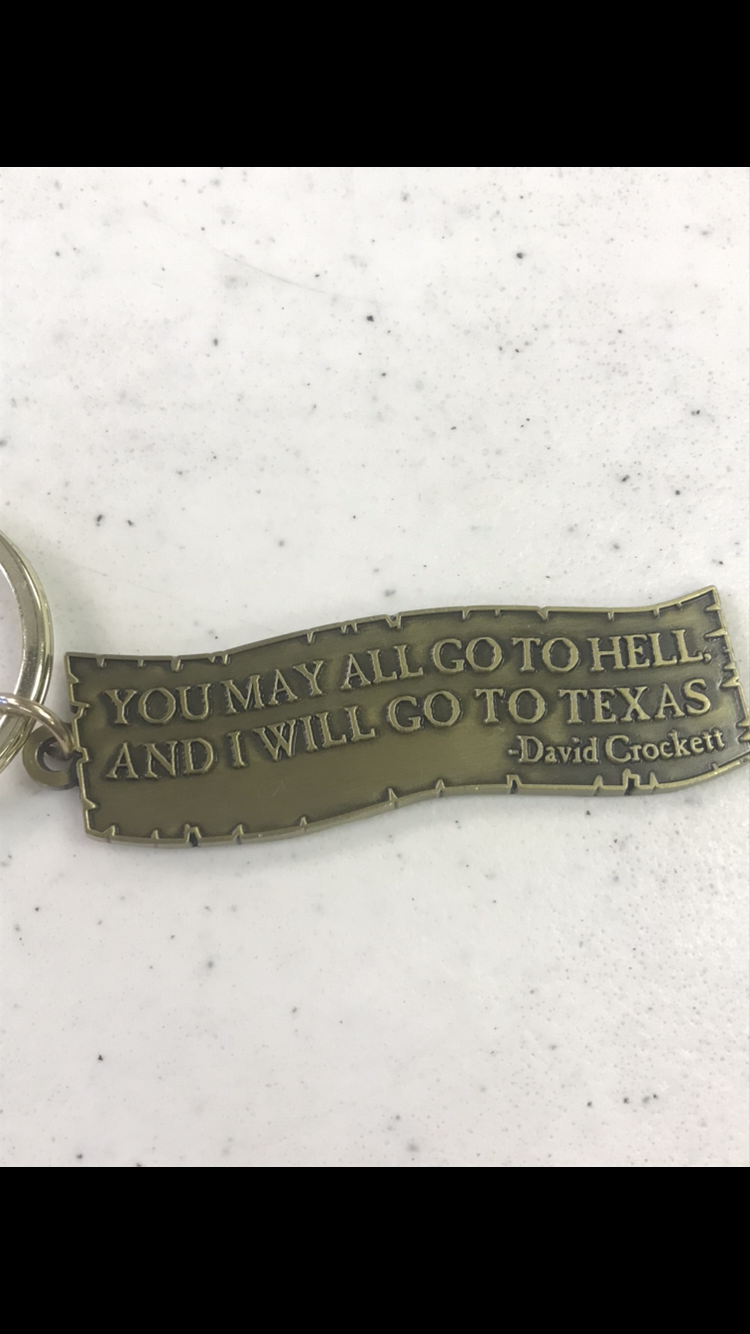 YOU MAY ALL GO TO HELL,
AND I WILL GO TO TEXAS
-David Crockett